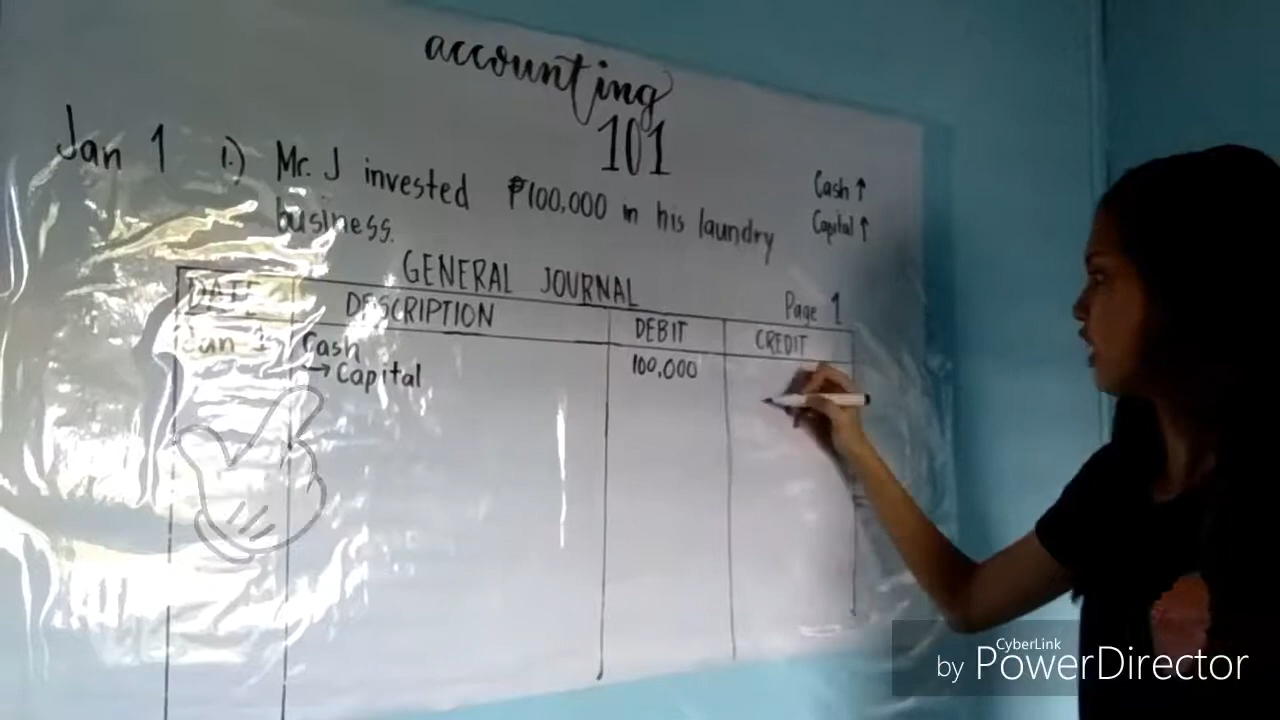 accounting
101
Jan 1 1.) Mr. J invested ₱100,000 in his laundry
business.
Cash ↑
Capital ↑
GENERAL JOURNAL
Page 1
DATE DESCRIPTION DEBIT CREDIT
Jan 1 Cash 100,000
→ Capital
CyberLink
by PowerDirector